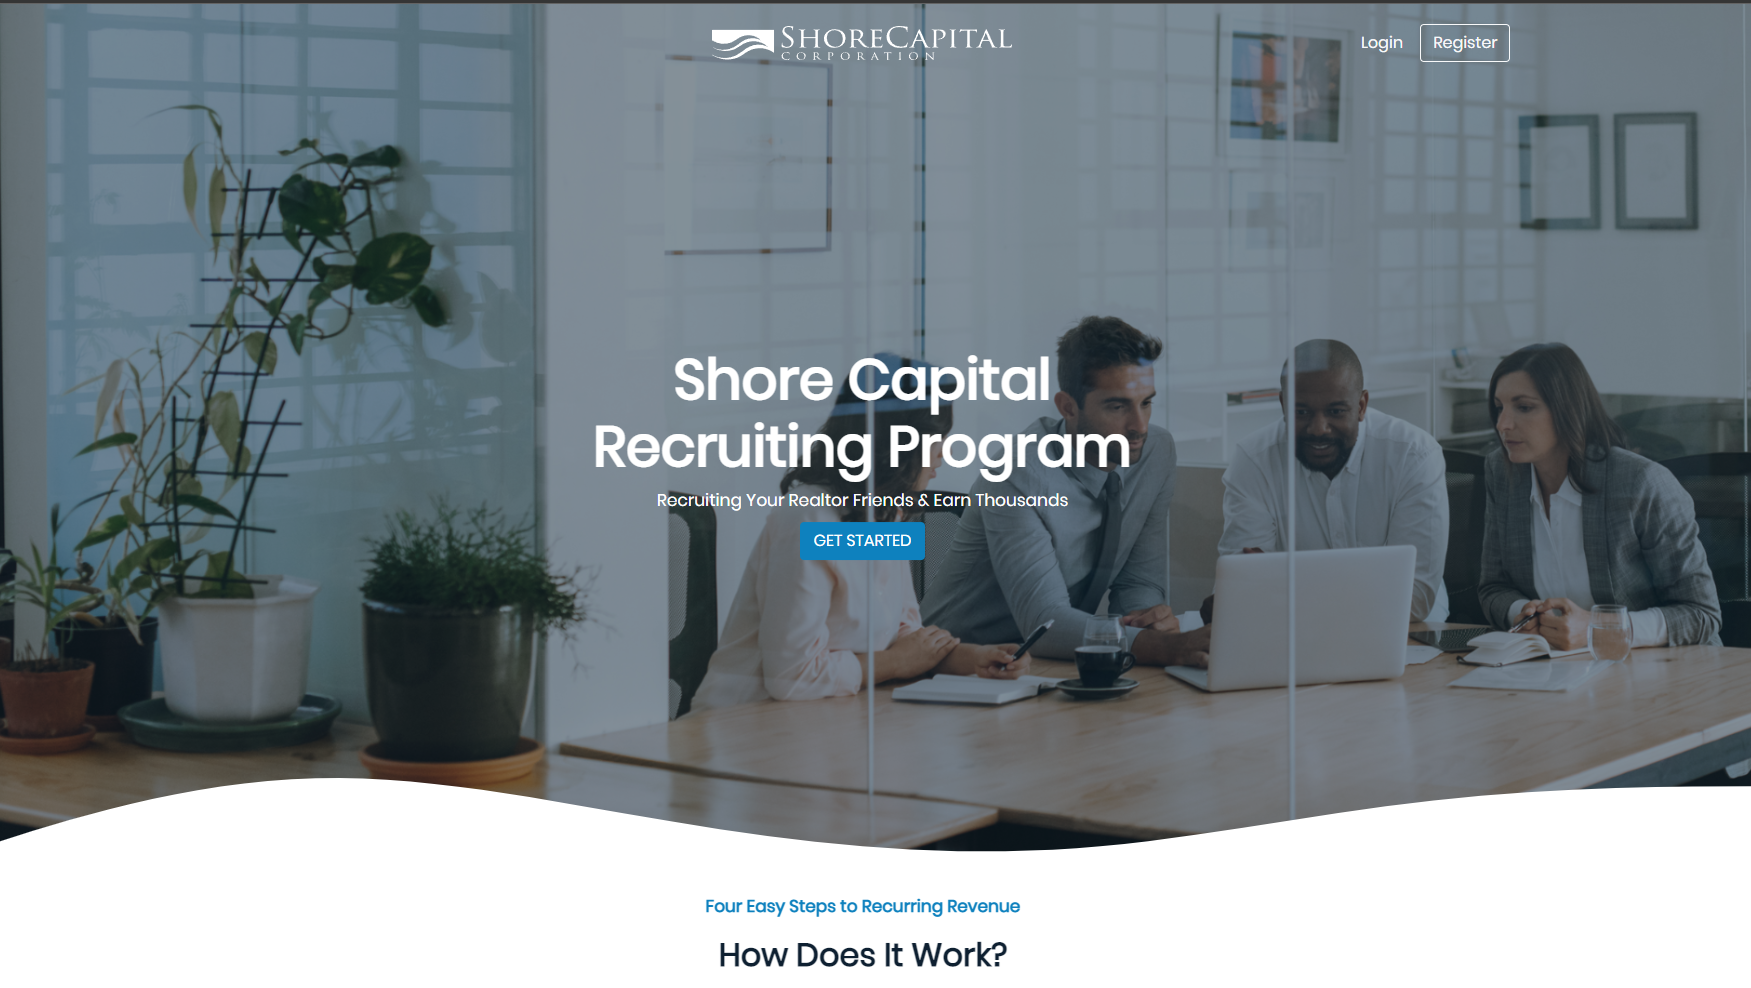 SHORECAPITAL
CORPORATION
Login
Register
Shore Capital
Recruiting Program
Recruiting Your Realtor Friends & Earn Thousands
GET STARTED
Four Easy Steps to Recurring Revenue
How Does It Work?